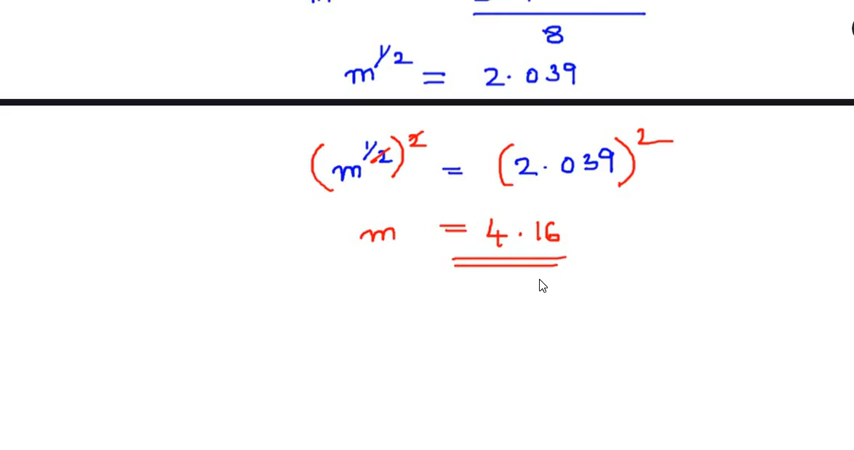 8
m^1/2 = 2.039
(m^1/2)^2 = (2.039)^2
m = 4.16